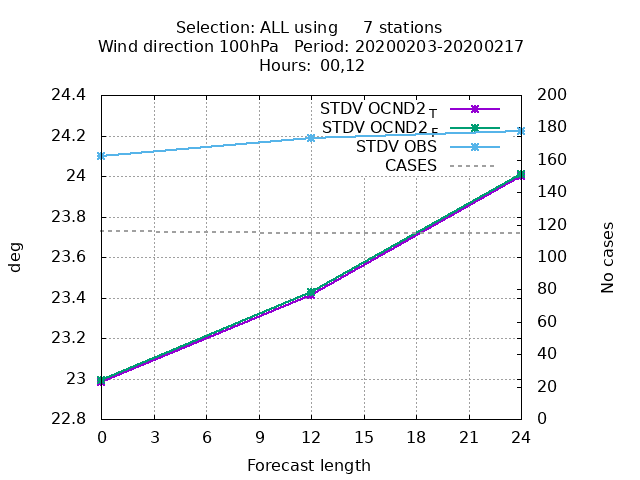 Selection: ALL using 7 stations
Wind direction 100hPa Period: 20200203-20200217
Hours: 00,12
24.4
24.2
24
23.8
23.6
23.4
23.2
23
22.8
deg
200
180
160
140
120
100
80
60
40
20
0
No cases
STDV OCND2 T
STDV OCND2 F
STDV OBS
CASES
0 3 6 9 12 15 18 21 24
Forecast length